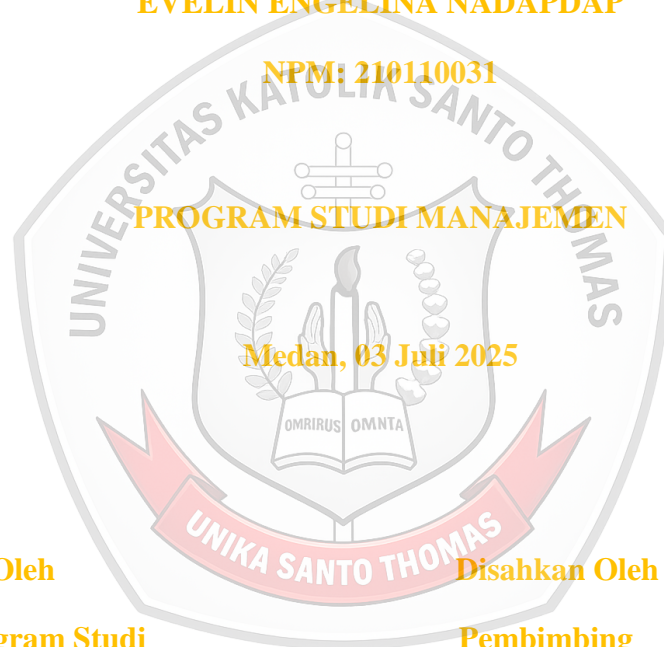 EVELIN ENGELINA NADAPDAP
NPM: 210110031
UNIVERSITAS KATOLIK SANTO THOMAS
PROGRAM STUDI MANAJEMEN
Medan, 03 Juli 2025
OMRIRUS OMNTA
UNIKA SANTO THOMAS
Oleh Disahkan Oleh
gram Studi Pembimbing